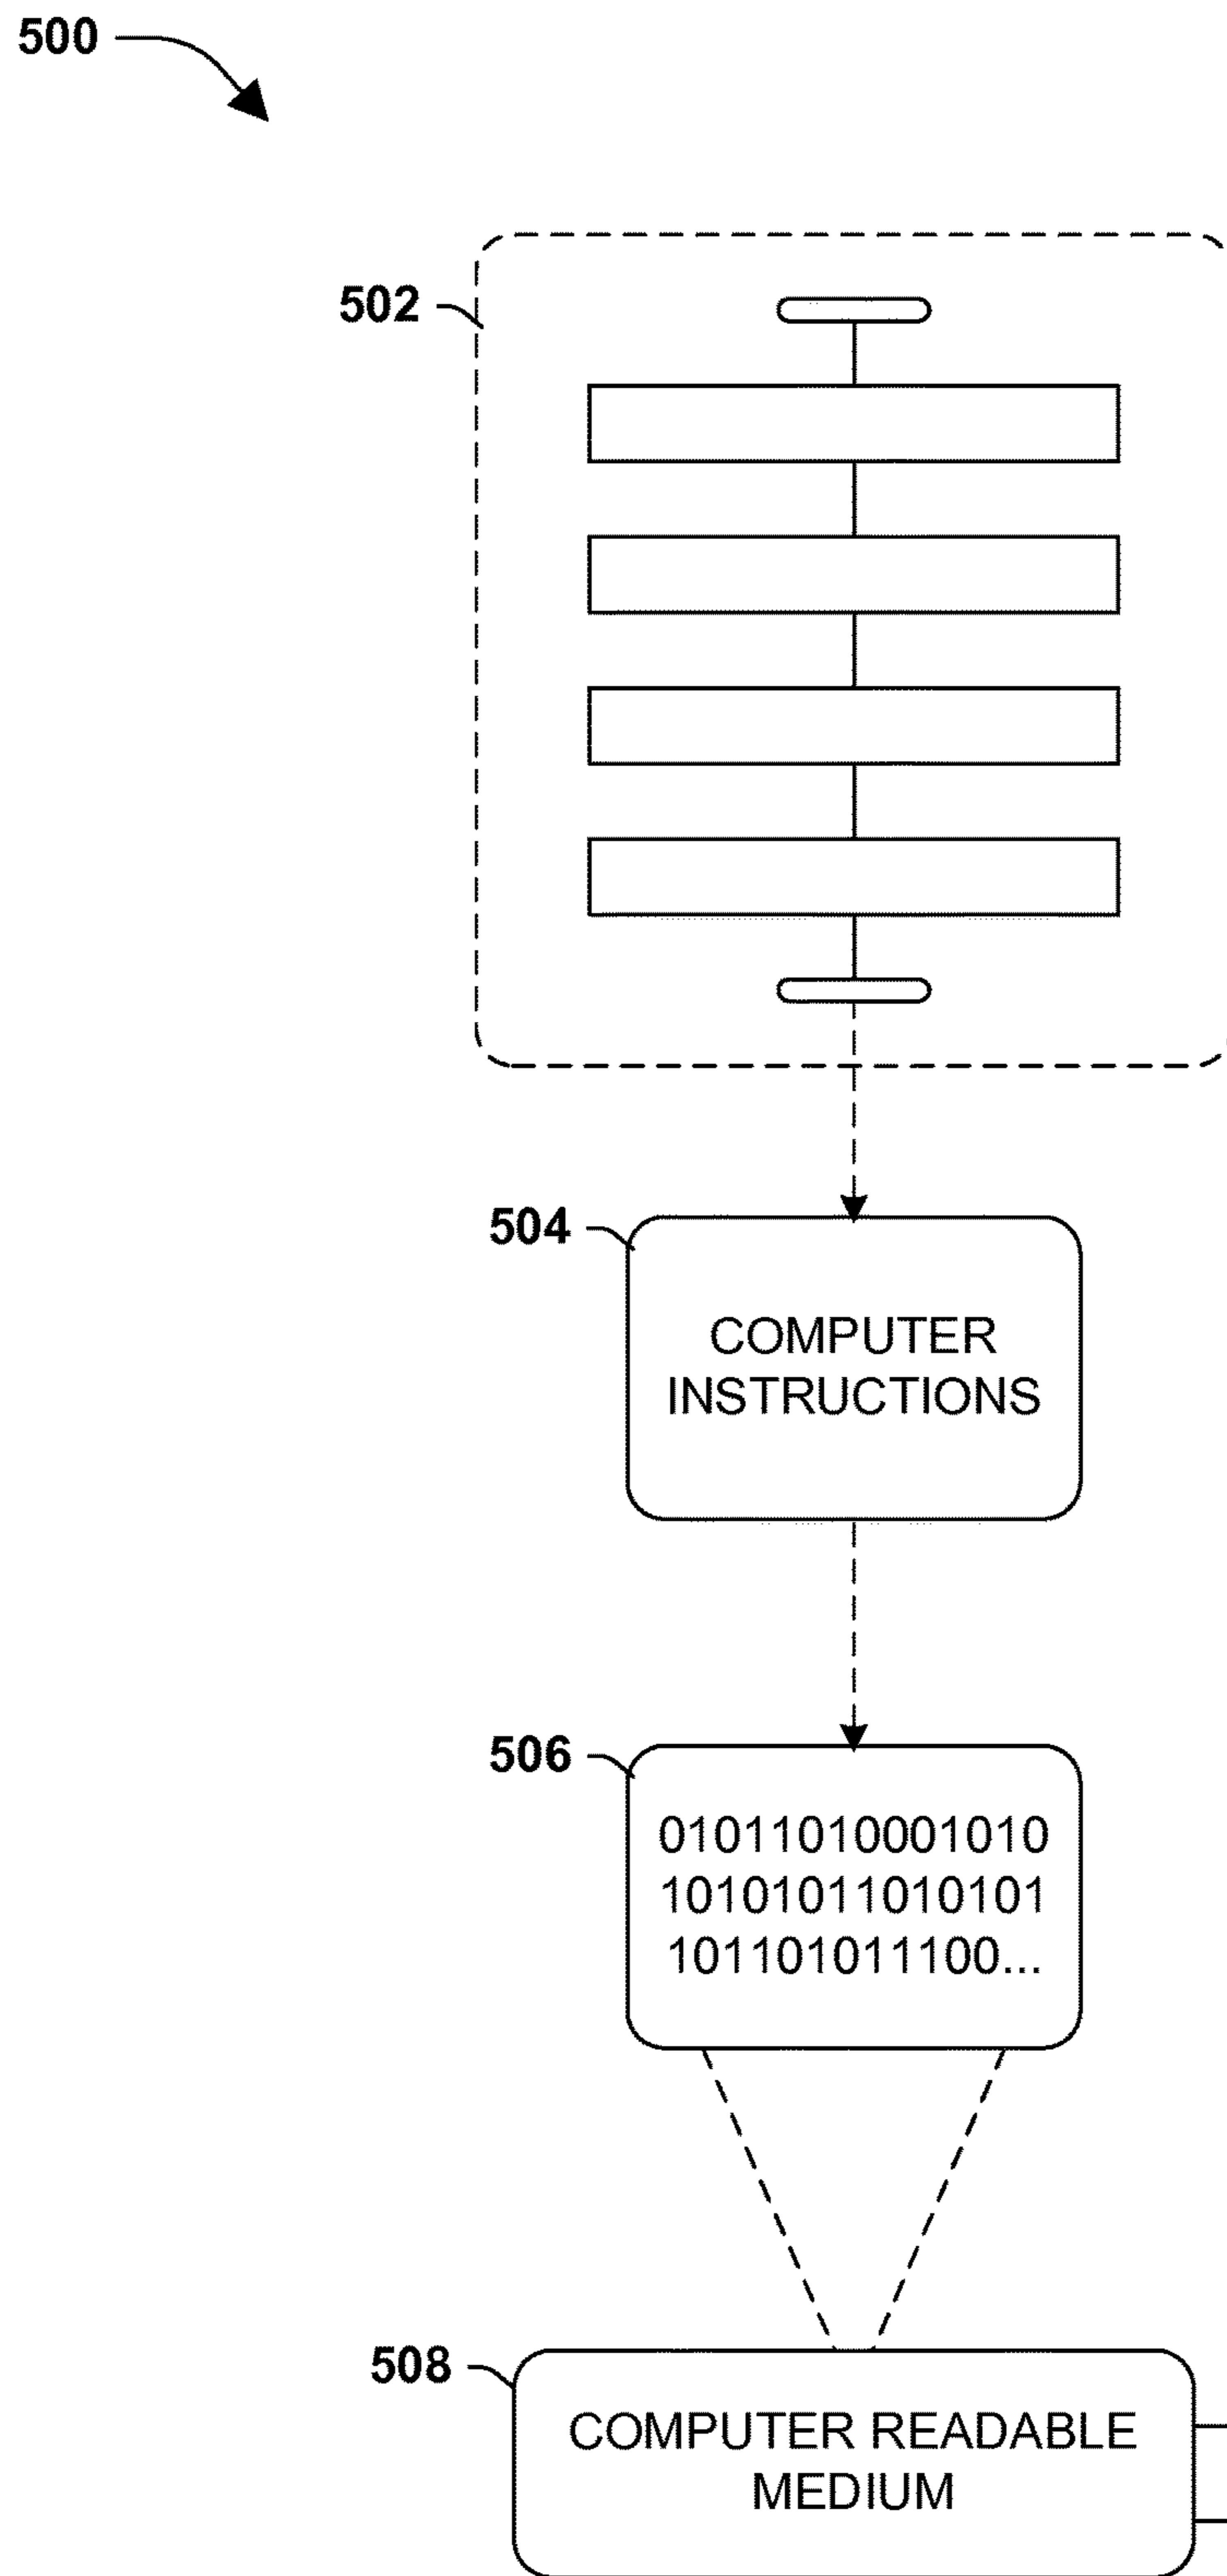 500
502
504
COMPUTER
INSTRUCTIONS
506
01011010001010
10101011010101
101101011100...
508
COMPUTER READABLE
MEDIUM